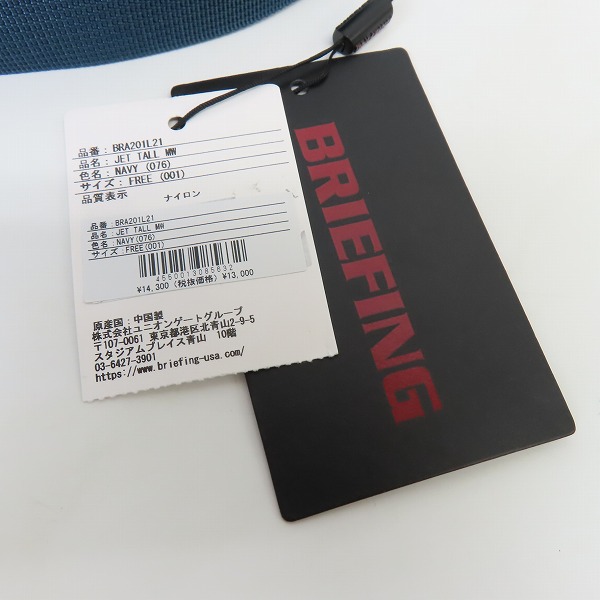 品番: BRA201L21
品名: JET TALL MW
色名: NAVY(076)
サイズ: FREE(001)
品質表示 ナイロン
品番: BRA201L21
品名: JET TALL MW
色名: NAVY(076)
サイズ: FREE(001)
4560013085632
¥14,300(税抜価格)¥13,000
原産国：中国製
株式会社ユニオンゲートグループ
〒107-0061 東京都港区北青山2-9-5
スタジアムプレイス青山 10階
03-6427-3901
https://www.briefing-usa.com/
BRIEFING